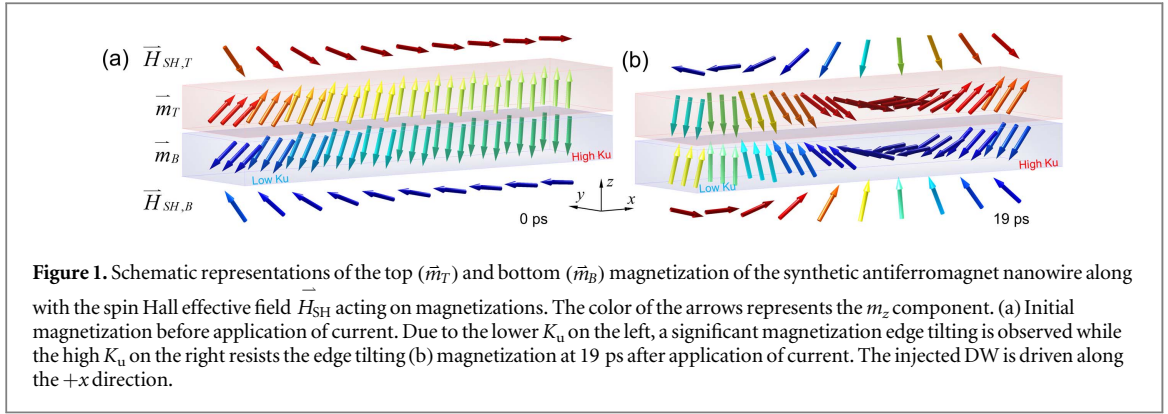 (a)
H⃗ SH,T
m⃗ T
m⃗ B
H⃗ SH,B
Low Ku
High Ku
z
y
x
0 ps
(b)
Low Ku
High Ku
19 ps
Figure 1. Schematic representations of the top (m⃗T) and bottom (m⃗B) magnetization of the synthetic antiferromagnet nanowire along
with the spin Hall effective field H⃗SH acting on magnetizations. The color of the arrows represents the mz component. (a) Initial
magnetization before application of current. Due to the lower Ku on the left, a significant magnetization edge tilting is observed while
the high Ku on the right resists the edge tilting (b) magnetization at 19 ps after application of current. The injected DW is driven along
the +x direction.